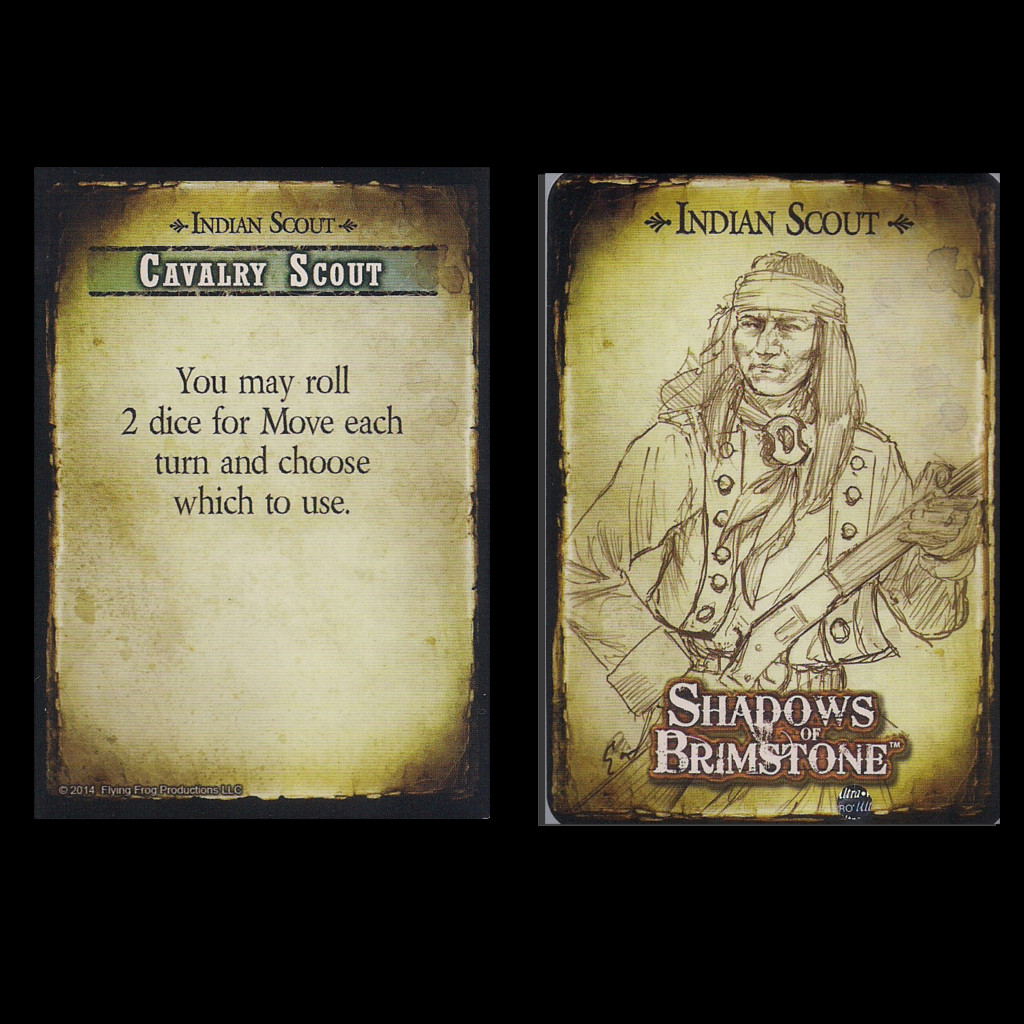 Indian Scout
Cavalry Scout
You may roll
2 dice for Move each
turn and choose
which to use.
© 2014 Flying Frog Productions LLC
Indian Scout
Shadows
of
Brimstone™